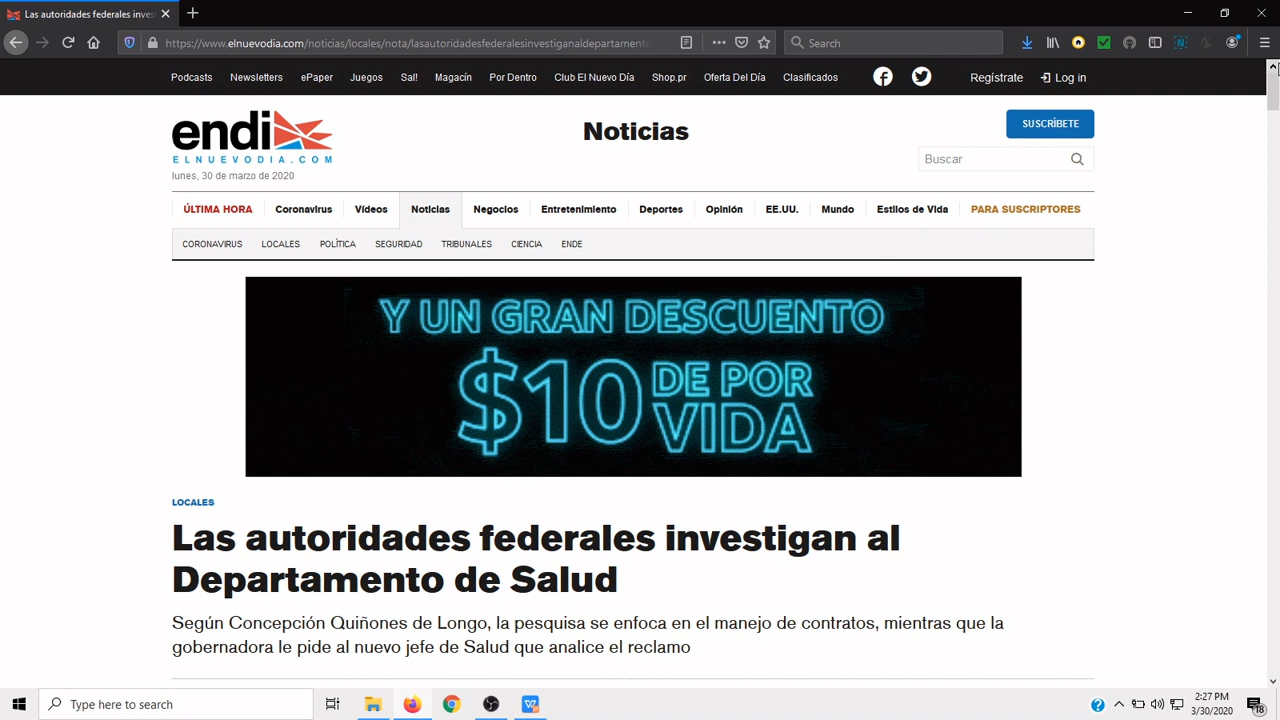 Las autoridades federales inves
https://www.elnuevodia.com/noticias/locales/nota/lasautoridadesfederalesinvestiganaldepartament
Search
Podcasts Newsletters ePaper Juegos Sal! Magacín Por Dentro Club El Nuevo Día Shop.pr Oferta Del Día Clasificados Regístrate Log in
endi
ELNUEVODIA.COM
lunes, 30 de marzo de 2020
Noticias
SUSCRÍBETE
Buscar
ÚLTIMA HORA Coronavirus Vídeos Noticias Negocios Entretenimiento Deportes Opinión EE.UU. Mundo Estilos de Vida PARA SUSCRIPTORES
CORONAVIRUS LOCALES POLÍTICA SEGURIDAD TRIBUNALES CIENCIA ENDE
Y UN GRAN DESCUENTO
$10 DE POR
VIDA
LOCALES
Las autoridades federales investigan al
Departamento de Salud
Según Concepción Quiñones de Longo, la pesquisa se enfoca en el manejo de contratos, mientras que la
gobernadora le pide al nuevo jefe de Salud que analice el reclamo
Type here to search
2:27 PM
3/30/2020
18